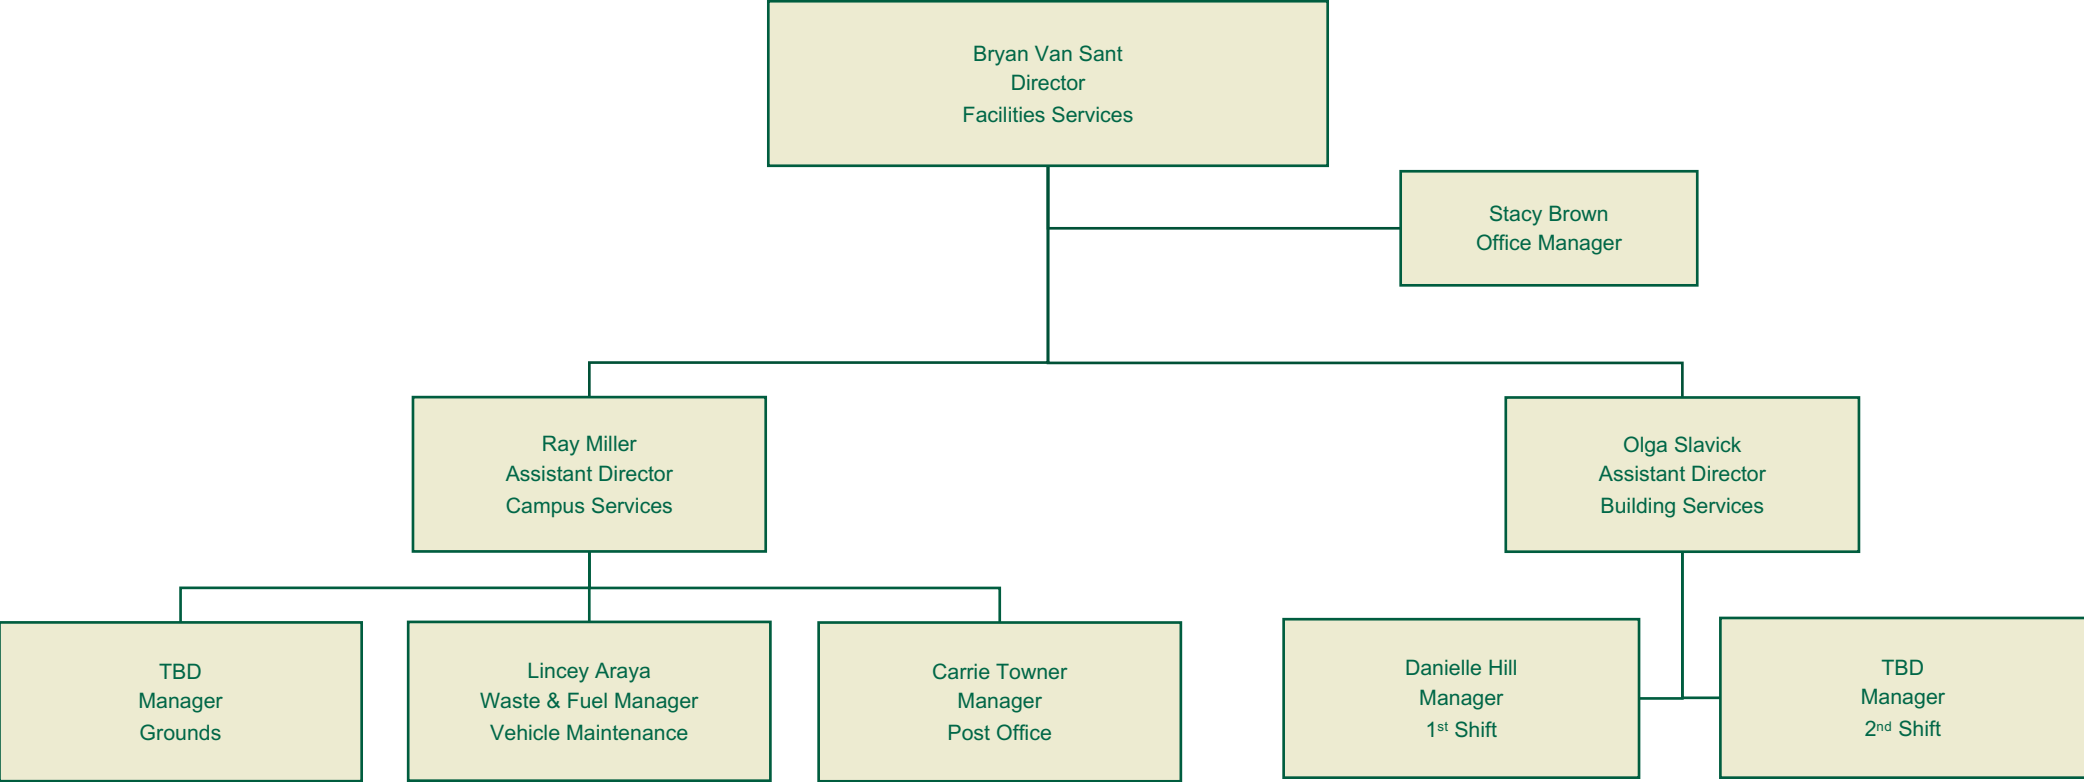 Bryan Van Sant
Director
Facilities Services
Stacy Brown
Office Manager
Ray Miller
Assistant Director
Campus Services
Olga Slavick
Assistant Director
Building Services
TBD
Manager
Grounds
Lincey Araya
Waste & Fuel Manager
Vehicle Maintenance
Carrie Towner
Manager
Post Office
Danielle Hill
Manager
1st Shift
TBD
Manager
2nd Shift